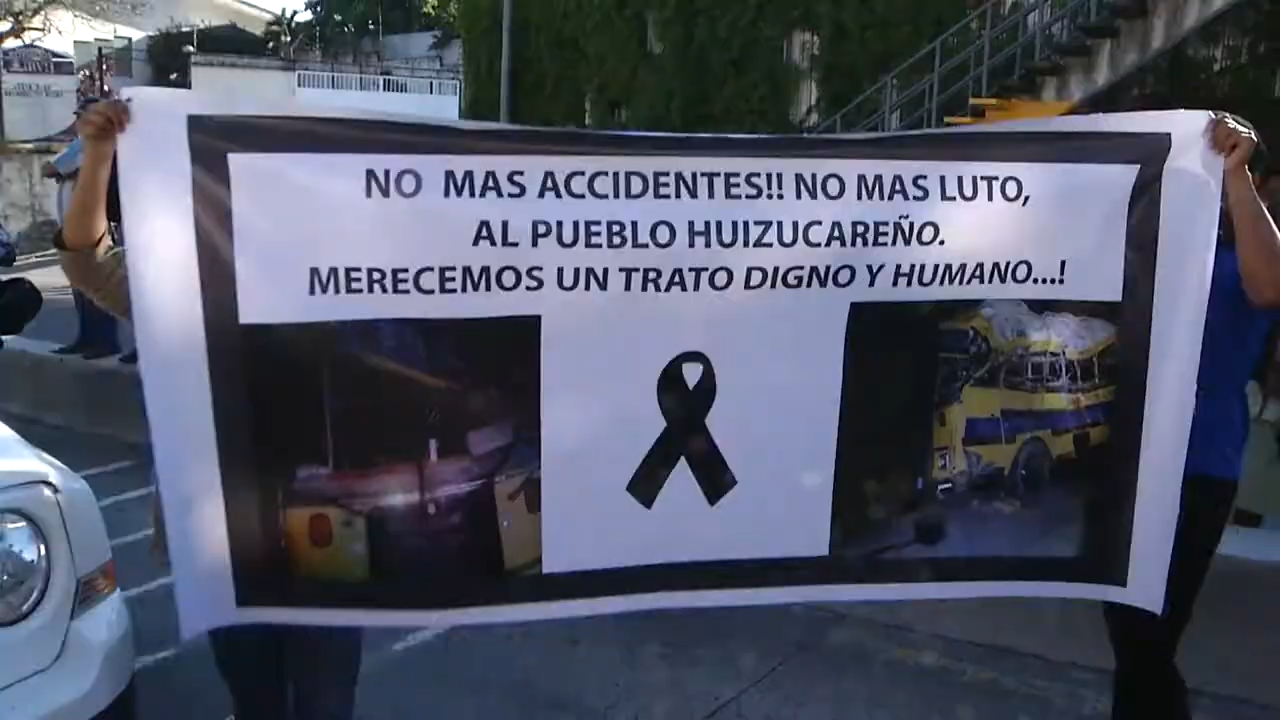 NO MAS ACCIDENTES!! NO MAS LUTO,
AL PUEBLO HUIZUCAREÑO.
MERECEMOS UN TRATO DIGNO Y HUMANO...!